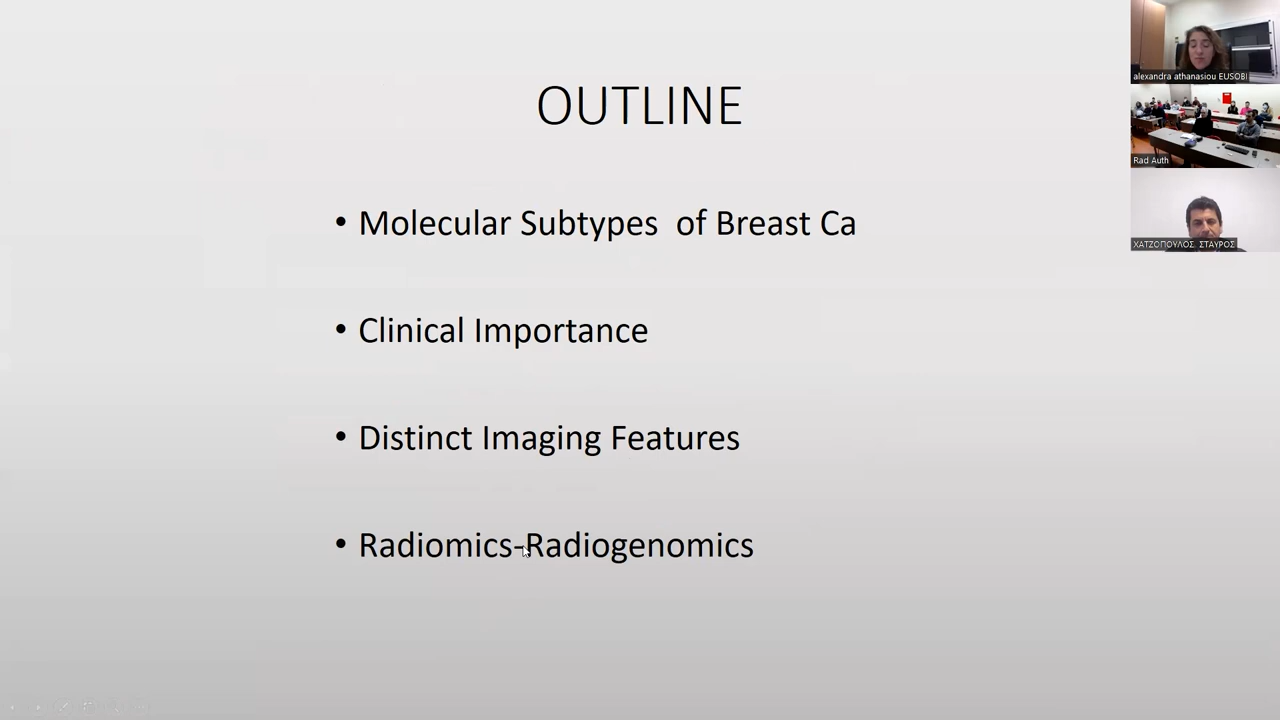 OUTLINE
• Molecular Subtypes of Breast Ca
• Clinical Importance
• Distinct Imaging Features
• Radiomics-Radiogenomics
alexandra athanasiou EUSOBI
Rad Auth
ΧΑΤΖΟΠΟΥΛΟΣ ΣΤΑΥΡΟΣ